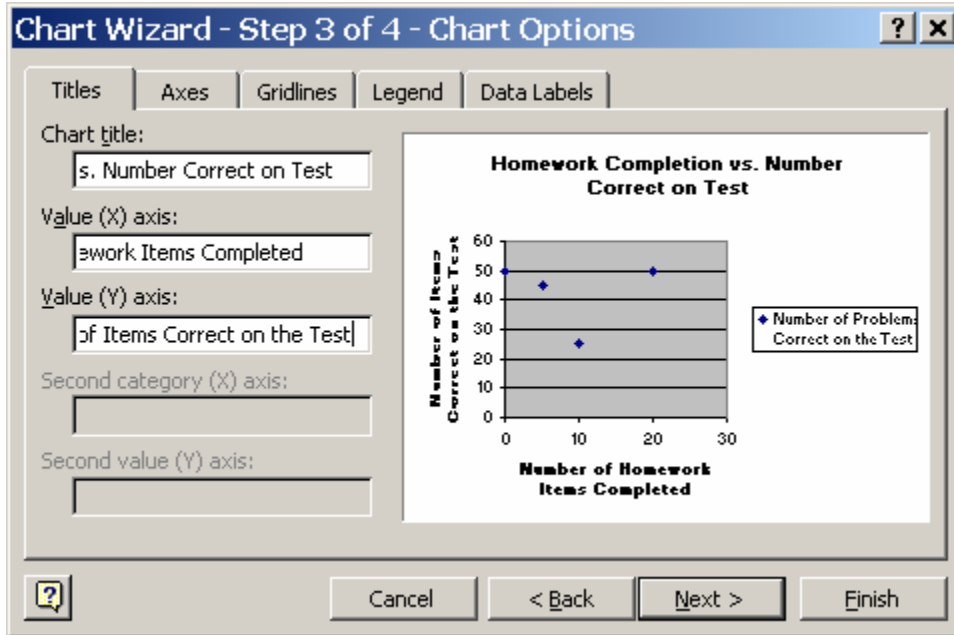 Chart Wizard - Step 3 of 4 - Chart Options
? x
Titles Axes Gridlines Legend Data Labels
Chart title:
s. Number Correct on Test
Value (X) axis:
ework Items Completed
Value (Y) axis:
of Items Correct on the Test
Second category (X) axis:
Second value (Y) axis:
Homework Completion vs. Number
Correct on Test
Number of Items
Correct on the Test
60
50
40
30
20
10
0
0 10 20 30
Number of Homework
Items Completed
Number of Problems
Correct on the Test
?
Cancel < Back Next > Finish